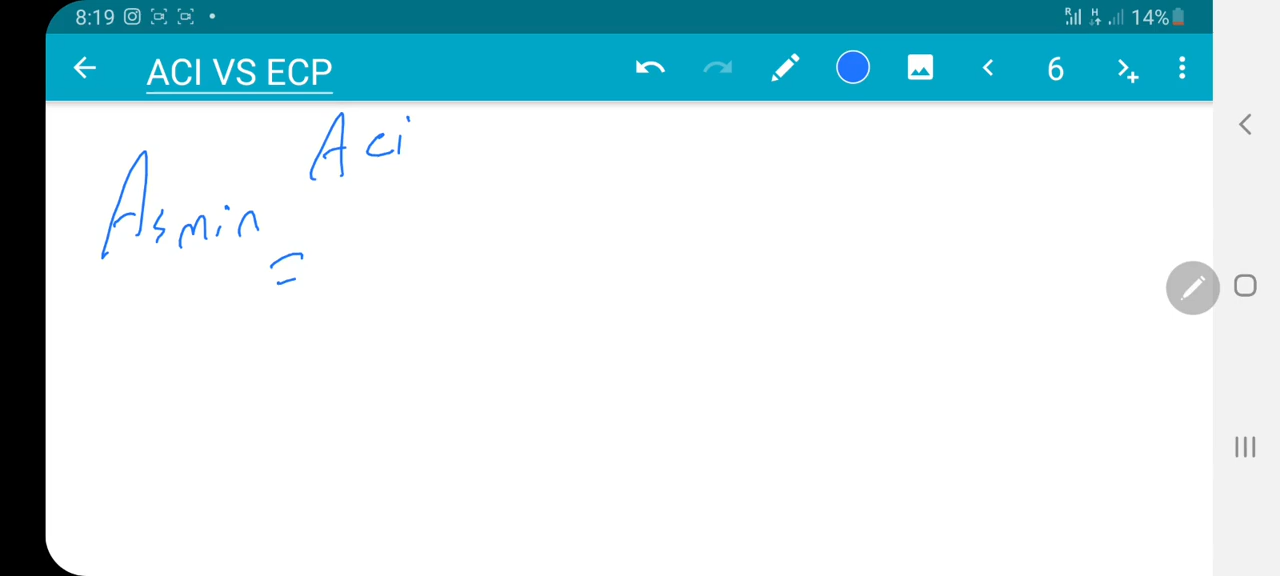 8:19 14%
ACI VS ECP 6
Aci
Asmin
=